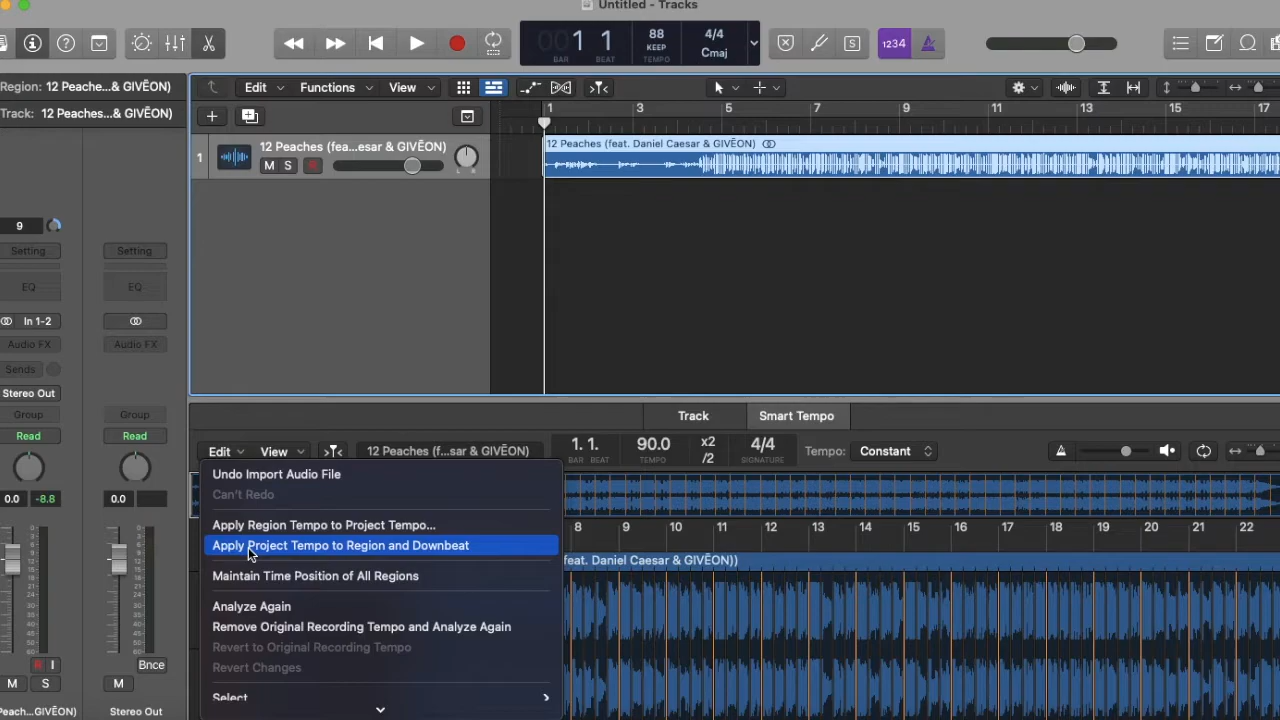 Untitled - Tracks
1 1
BAR BEAT
88
KEEP
TEMPO
4/4
Cmaj
1234
Region: 12 Peache...& GIVĒON)
Track: 12 Peaches...& GIVĒON)
Edit Functions View
1 3 5 7 9 11 13 15 17
1
12 Peaches (fea...esar & GIVĒON)
M S
L R
12 Peaches (feat. Daniel Caesar & GIVĒON)
9
Setting Setting
EQ EQ
In 1-2
Audio FX Audio FX
Sends
Stereo Out
Group Group
Read Read
0.0 -8.8 0.0
I Bnce
M S M
...each...GIVĒON) Stereo Out
Track Smart Tempo
Edit View 12 Peaches (f...sar & GIVĒON)
1. 1.
BAR BEAT
90.0
TEMPO
x2
/2
4/4
SIGNATURE
Tempo: Constant
Undo Import Audio File
Can't Redo
Apply Region Tempo to Project Tempo...
Apply Project Tempo to Region and Downbeat
Maintain Time Position of All Regions
Analyze Again
Remove Original Recording Tempo and Analyze Again
Revert to Original Recording Tempo
Revert Changes
Select
8 9 10 11 12 13 14 15 16 17 18 19 20 21 22
feat. Daniel Caesar & GIVĒON))